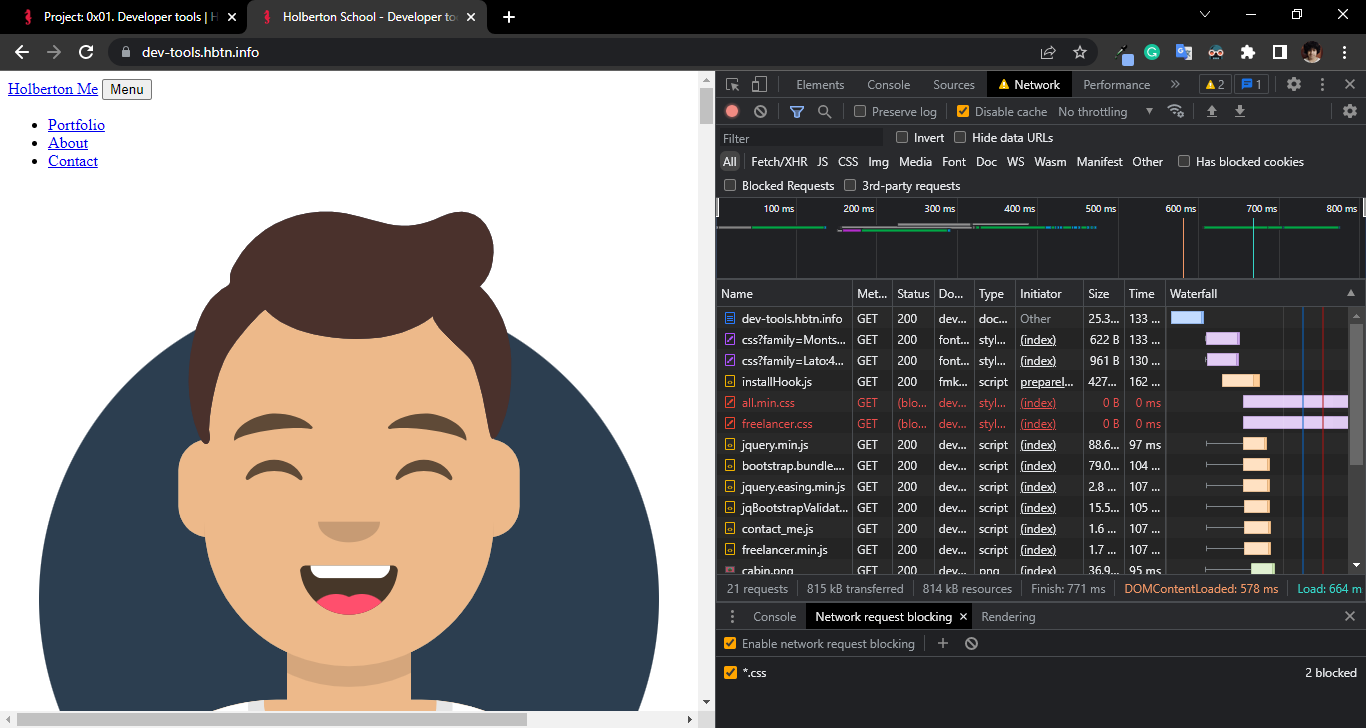 Project: 0x01. Developer tools | H
Holberton School - Developer to
dev-tools.hbtn.info
Holberton Me Menu
Portfolio
About
Contact
Elements Console Sources Network Performance 2 1
Preserve log Disable cache No throttling
Filter Invert Hide data URLs
All Fetch/XHR JS CSS Img Media Font Doc WS Wasm Manifest Other Has blocked cookies
Blocked Requests 3rd-party requests
100 ms 200 ms 300 ms 400 ms 500 ms 600 ms 700 ms 800 ms
Name Met... Status Do... Type Initiator Size Time Waterfall
dev-tools.hbtn.info GET 200 dev... doc... Other 25.3... 133 ...
css?family=Monts... GET 200 font... styl... (index) 622 B 133 ...
css?family=Lato:4... GET 200 font... styl... (index) 961 B 130 ...
installHook.js GET 200 fmk... script preparel... 427... 162 ...
all.min.css GET (blo... dev... styl... (index) 0 B 0 ms
freelancer.css GET (blo... dev... styl... (index) 0 B 0 ms
jquery.min.js GET 200 dev... script (index) 88.6... 97 ms
bootstrap.bundle.... GET 200 dev... script (index) 79.0... 104 ...
jquery.easing.min.js GET 200 dev... script (index) 2.8 ... 107 ...
jqBootstrapValidat... GET 200 dev... script (index) 15.5... 105 ...
contact_me.js GET 200 dev... script (index) 1.6 ... 107 ...
freelancer.min.js GET 200 dev... script (index) 1.7 ... 107 ...
cabin.png GET 200 dev... png (index) 36.9... 95 ms
21 requests 815 kB transferred 814 kB resources Finish: 771 ms DOMContentLoaded: 578 ms Load: 664 m
Console Network request blocking Rendering
Enable network request blocking
*.css 2 blocked